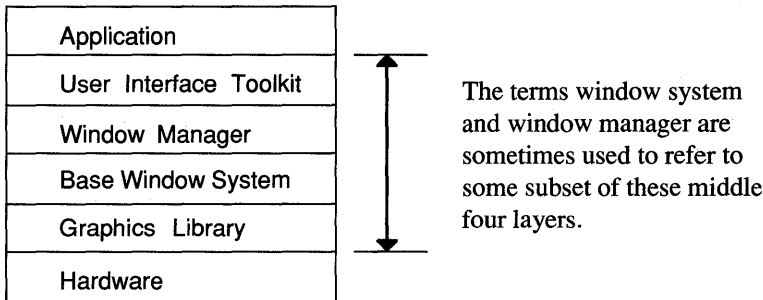 Application
User Interface Toolkit
Window Manager
Base Window System
Graphics Library
Hardware
The terms window system
and window manager are
sometimes used to refer to
some subset of these middle
four layers.